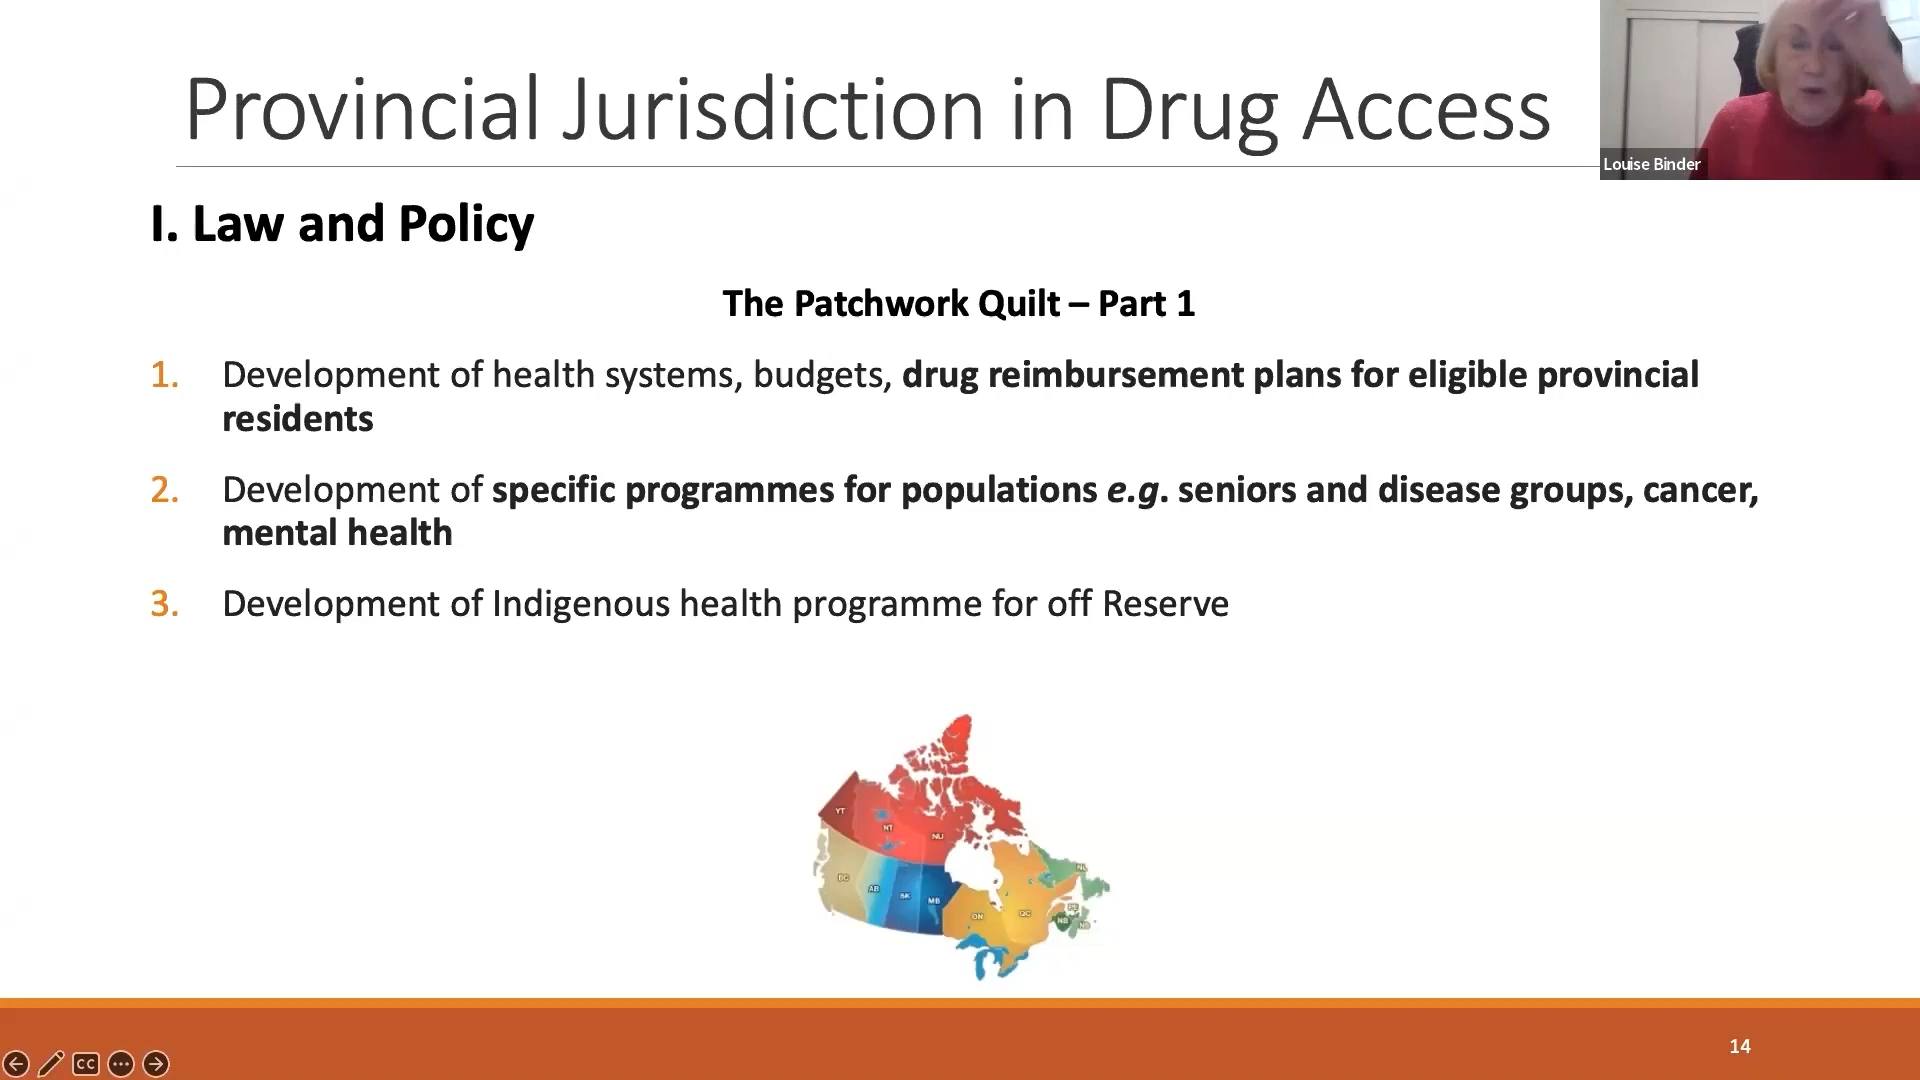 Provincial Jurisdiction in Drug Access
Louise Binder
I. Law and Policy
The Patchwork Quilt – Part 1
1. Development of health systems, budgets, drug reimbursement plans for eligible provincial
residents
2. Development of specific programmes for populations e.g. seniors and disease groups, cancer,
mental health
3. Development of Indigenous health programme for off Reserve
YT
NT
NU
BC
AB
SK
MB
ON
QC
NL
PE
NB
14
CC